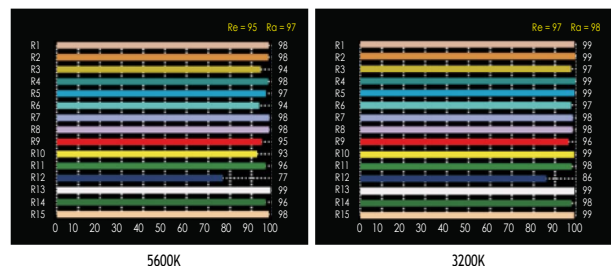 Re = 95 Ra = 97
R1 98
R2 98
R3 94
R4 98
R5 97
R6 94
R7 98
R8 98
R9 95
R10 93
R11 96
R12 77
R13 99
R14 96
R15 98
0 10 20 30 40 50 60 70 80 90 100
5600K
Re = 97 Ra = 98
R1 99
R2 99
R3 97
R4 99
R5 99
R6 97
R7 98
R8 98
R9 96
R10 99
R11 98
R12 86
R13 99
R14 98
R15 99
0 10 20 30 40 50 60 70 80 90 100
3200K